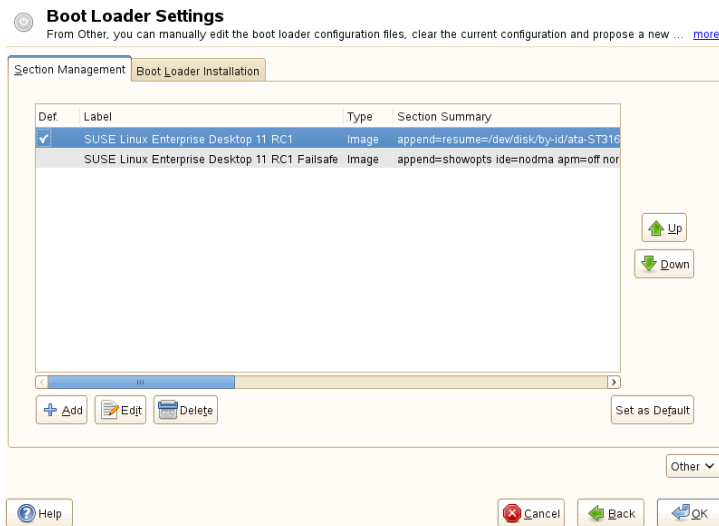 Boot Loader Settings
From Other, you can manually edit the boot loader configuration files, clear the current configuration and propose a new ... more
Section Management
Boot Loader Installation
Def. Label Type Section Summary
SUSE Linux Enterprise Desktop 11 RC1 Image append=resume=/dev/disk/by-id/ata-ST316
SUSE Linux Enterprise Desktop 11 RC1 Failsafe Image append=showopts ide=nodma apm=off nor
Up
Down
Add Edit Delete Set as Default
Other
Help Cancel Back OK